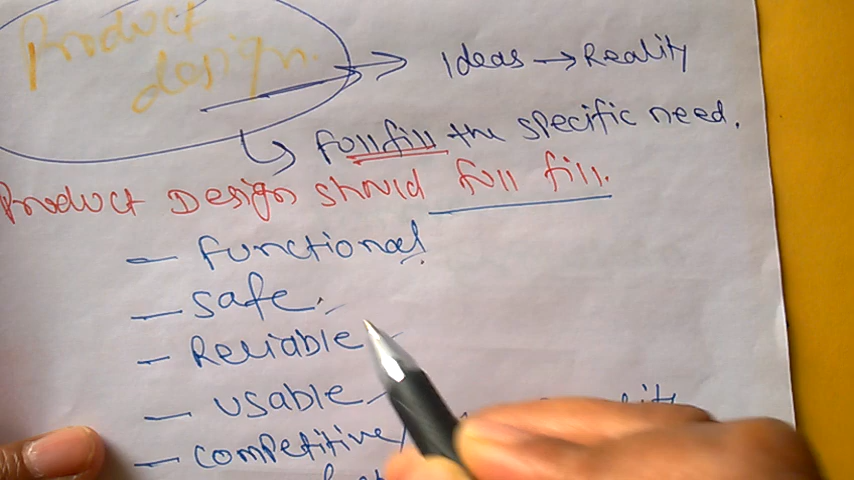 Product
design.
Ideas → Reality
fullfill the specific need.
Product Design should full fill.
- functional.
- safe.
- Reliable
- usable
- competitive/